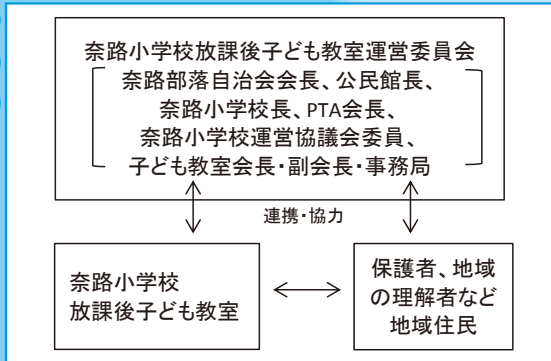 奈路小学校放課後子ども教室運営委員会
奈路部落自治会会長、公民館長、
奈路小学校長、PTA会長、
奈路小学校運営協議会委員、
子ども教室会長・副会長・事務局
連携・協力
奈路小学校
放課後子ども教室
保護者、地域
の理解者など
地域住民